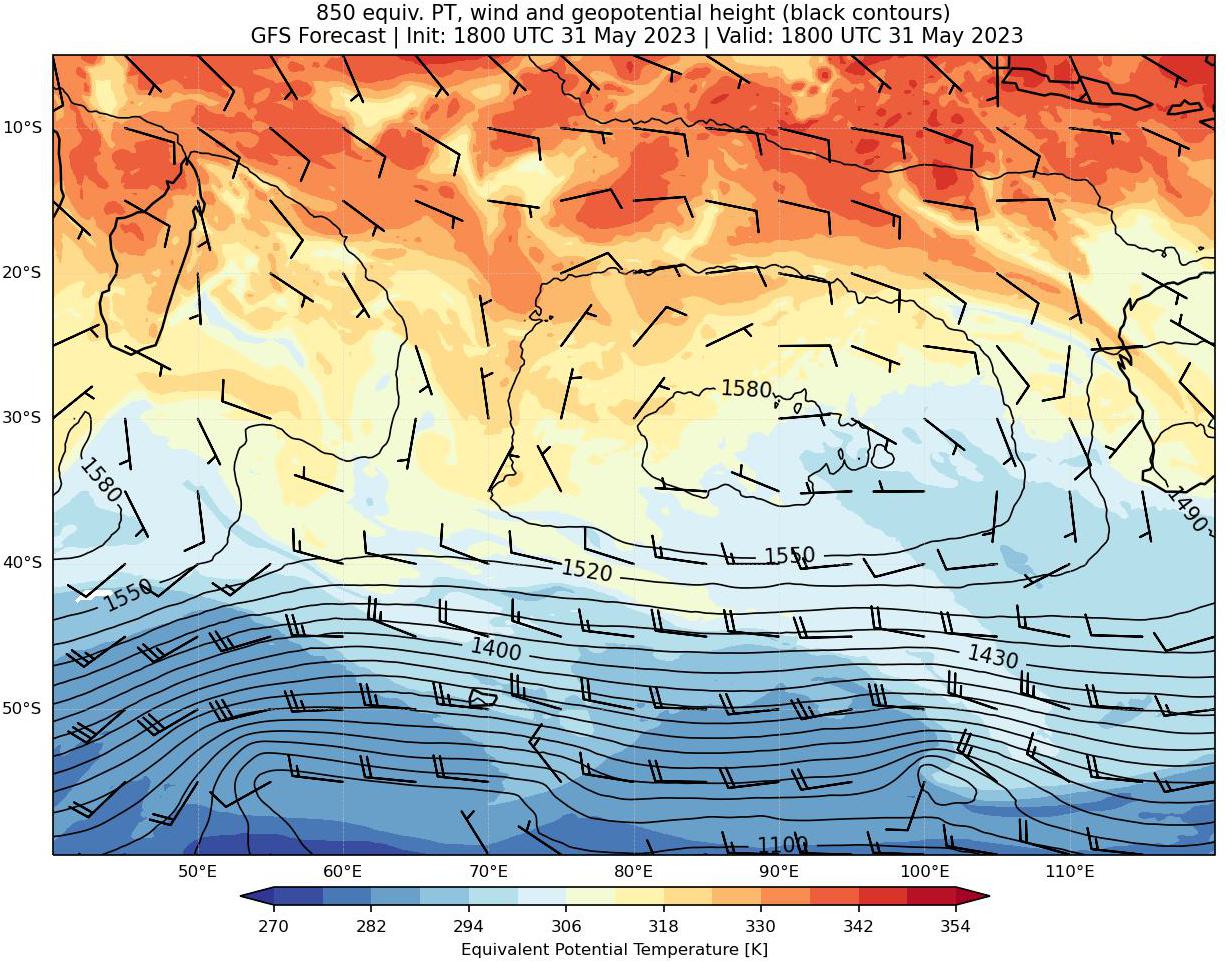 850 equiv. PT, wind and geopotential height (black contours)
GFS Forecast | Init: 1800 UTC 31 May 2023 | Valid: 1800 UTC 31 May 2023
10°S
20°S
1580
30°S
1580
1490
40°S
1550
1520
1550
1400
1430
50°S
1100
50°E
60°E
70°E
80°E
90°E
100°E
110°E
270
282
294
306
318
330
342
354
Equivalent Potential Temperature [K]